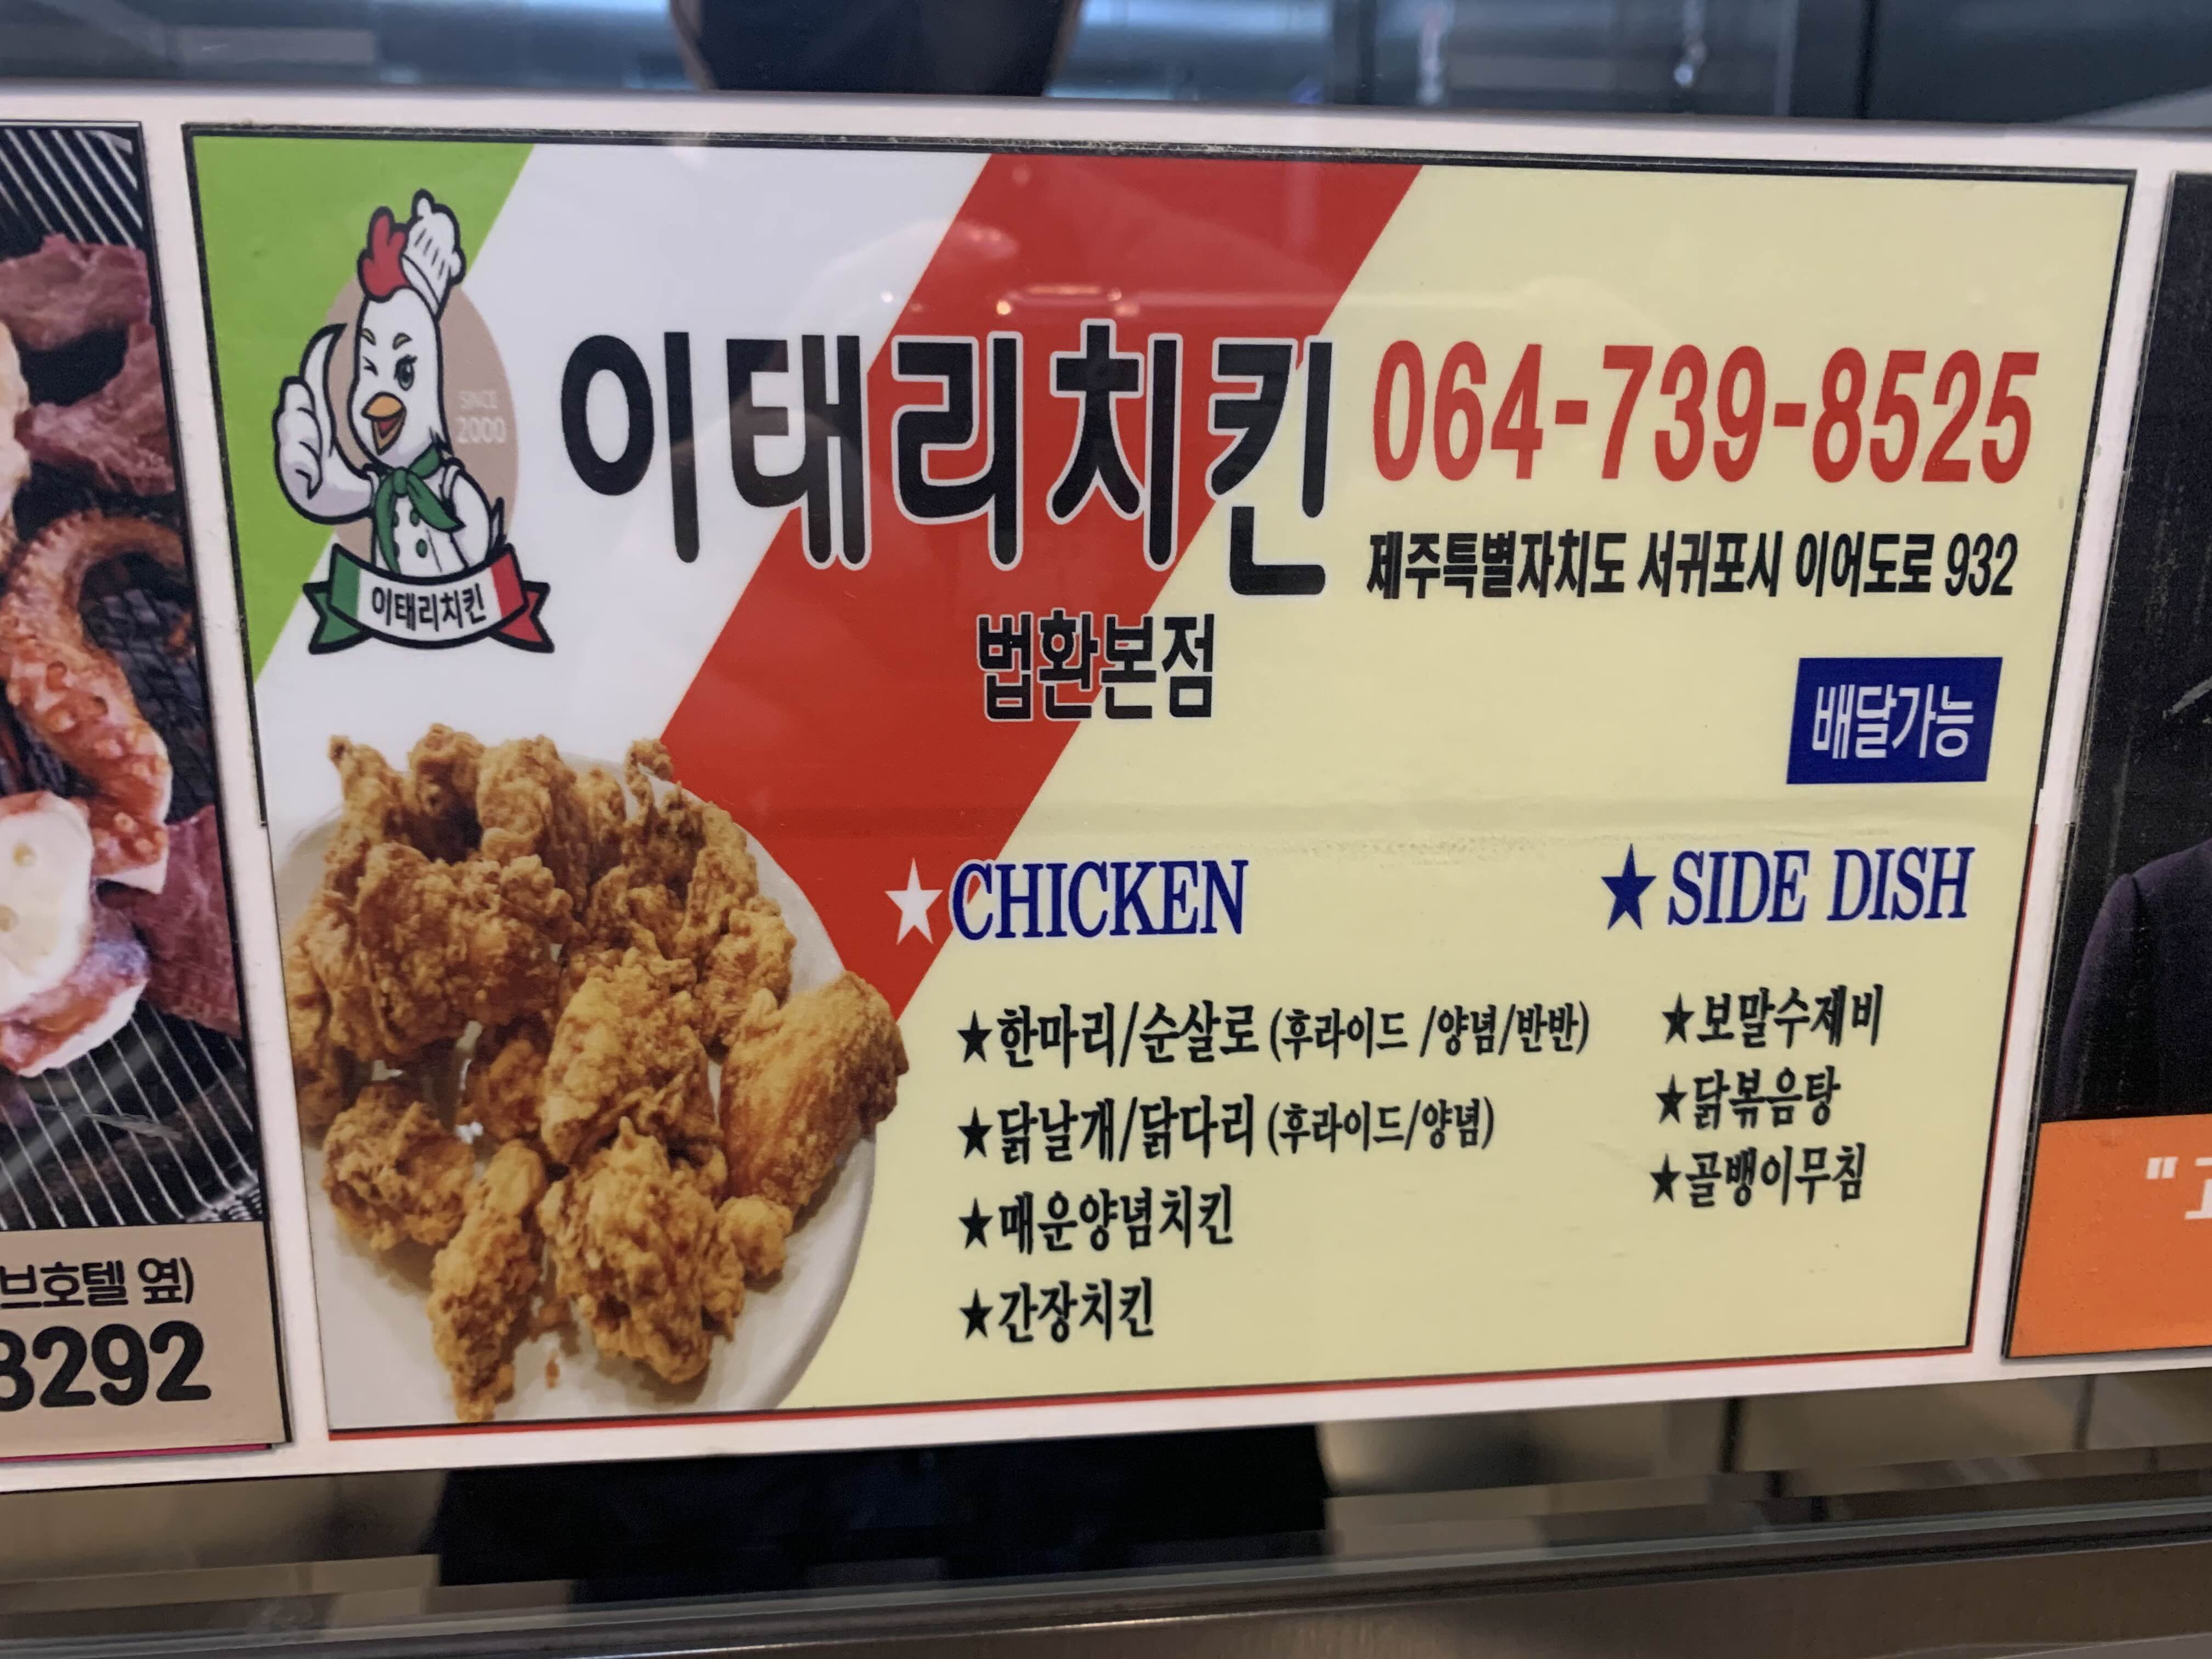 SINCE
2000
이태리치킨
이태리치킨
법환본점
064-739-8525
제주특별자치도 서귀포시 이어도로 932
배달가능
★CHICKEN
★한마리/순살로 (후라이드 /양념/반반)
★닭날개/닭다리 (후라이드/양념)
★매운양념치킨
★간장치킨
★ SIDE DISH
★보말수제비
★닭볶음탕
★골뱅이무침
브호텔 옆)
8292